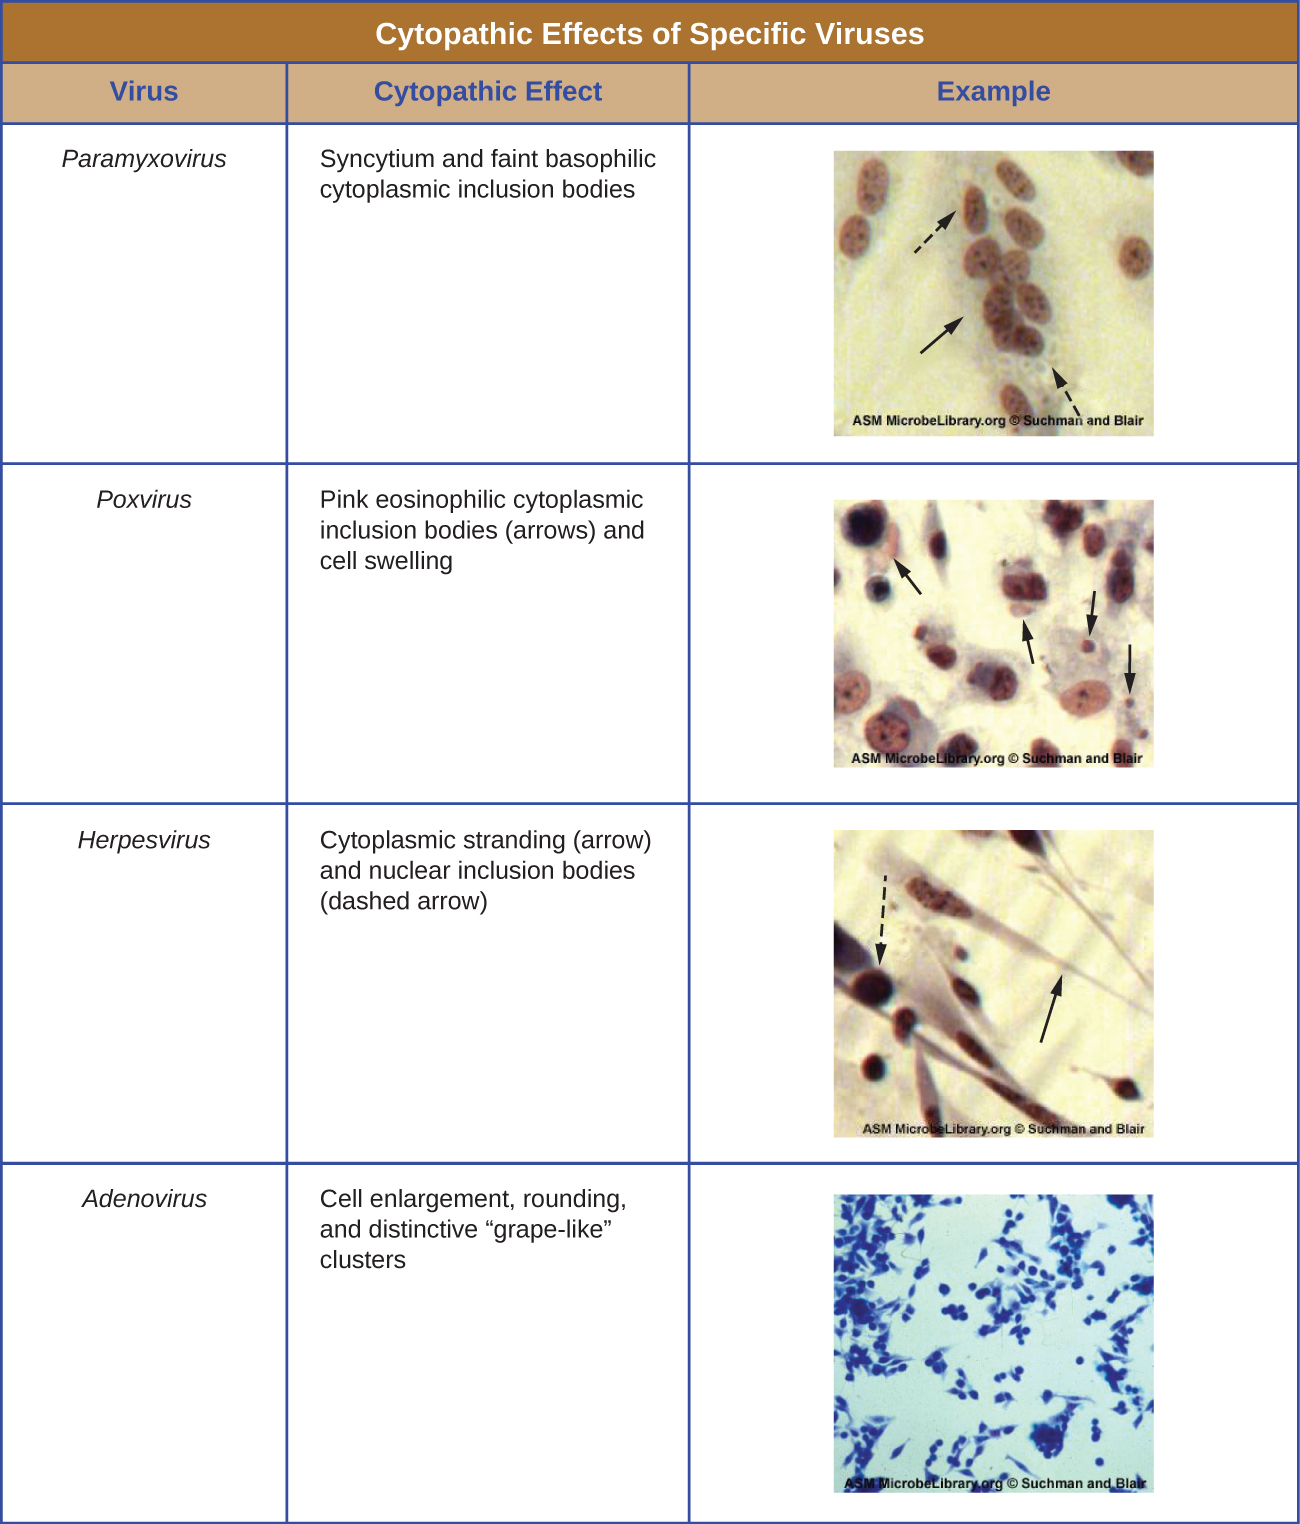 Cytopathic Effects of Specific Viruses
Virus
Cytopathic Effect
Example
Paramyxovirus
Syncytium and faint basophilic
cytoplasmic inclusion bodies
ASM MicrobeLibrary.org © Suchman and Blair
Poxvirus
Pink eosinophilic cytoplasmic
inclusion bodies (arrows) and
cell swelling
ASM MicrobeLibrary.org © Suchman and Blair
Herpesvirus
Cytoplasmic stranding (arrow)
and nuclear inclusion bodies
(dashed arrow)
ASM MicrobeLibrary.org © Suchman and Blair
Adenovirus
Cell enlargement, rounding,
and distinctive “grape-like”
clusters
ASM MicrobeLibrary.org © Suchman and Blair